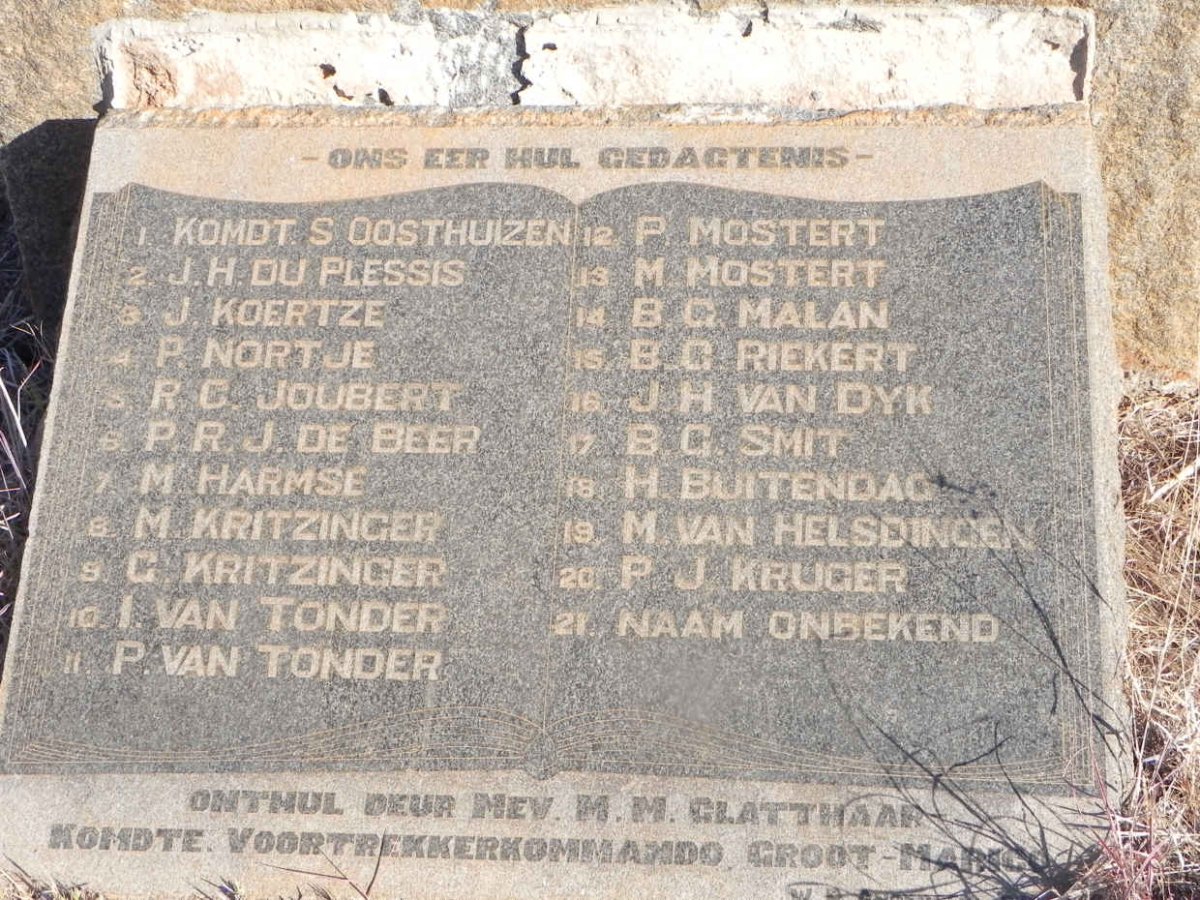 - ONS EER HUL GEDAGTENIS -
1. KOMDT. S. OOSTHUIZEN
2. J. H. DU PLESSIS
3. J. KOERTZE
4. P. NORTJE
5. R. G. JOUBERT
6. P. R. J. DE BEER
7. M. HARMSE
8. M. KRITZINGER
9. G. KRITZINGER
10. I. VAN TONDER
11. P. VAN TONDER
12. P. MOSTERT
13. M. MOSTERT
14. B. G. MALAN
15. B. G. RIEKERT
16. J. H. VAN DYK
17. B. G. SMIT
18. H. BUITENDAG
19. M. VAN HELSDINGEN
20. P. J. KRUGER
21. NAAM ONBEKEND
ONTHUL DEUR MEV. M. M. GLATTHAAR
KOMDTE. VOORTREKKERKOMMANDO GROOT-MARICO